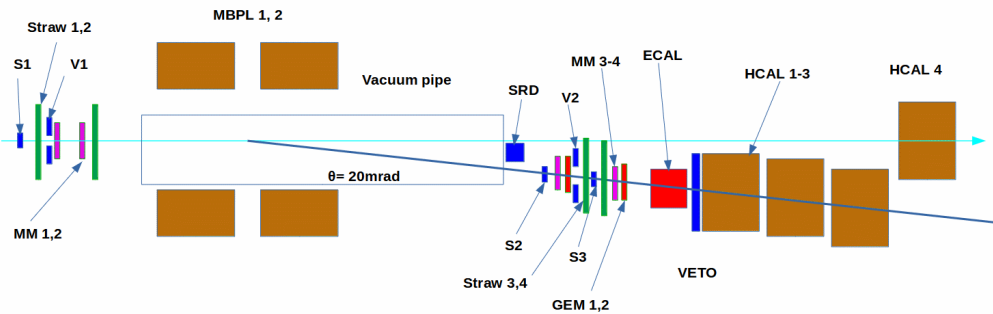 MBPL 1, 2
Straw 1,2
S1
V1
Vacuum pipe
SRD
V2
MM 3-4
ECAL
HCAL 1-3
HCAL 4
θ= 20mrad
MM 1,2
S2
Straw 3,4
S3
GEM 1,2
VETO